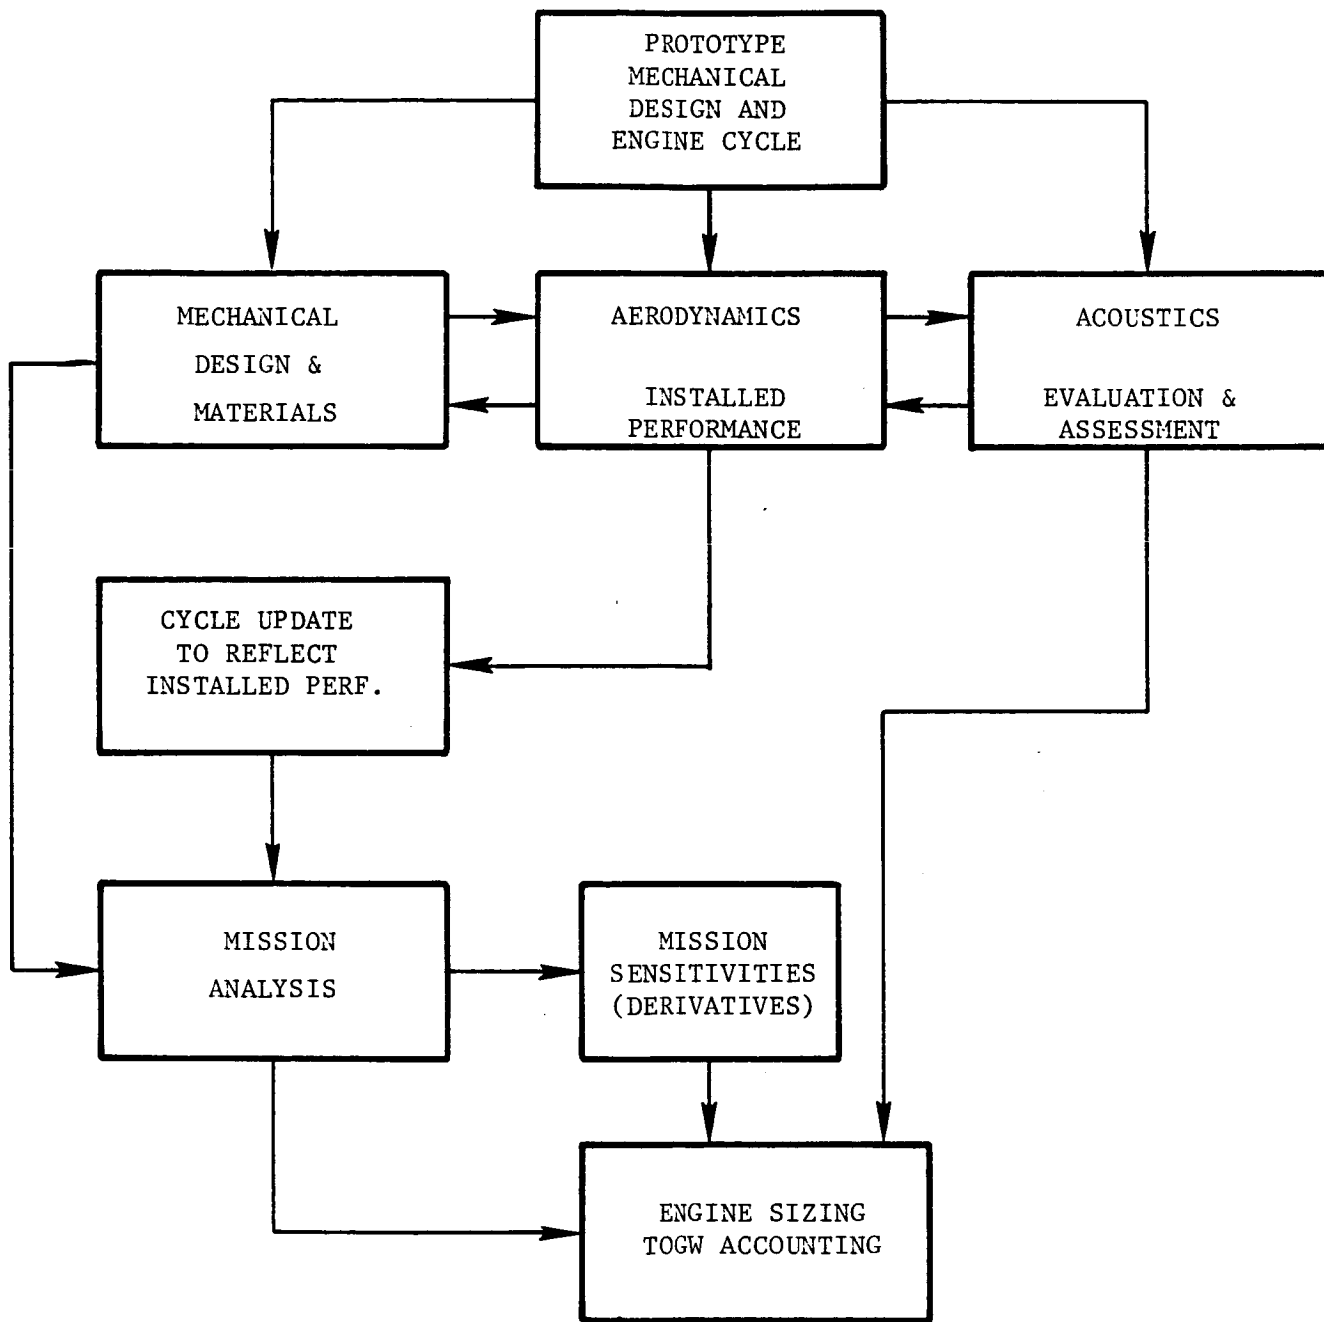 PROTOTYPE
MECHANICAL
DESIGN AND
ENGINE CYCLE
MECHANICAL
DESIGN &
MATERIALS
AERODYNAMICS
INSTALLED
PERFORMANCE
ACOUSTICS
EVALUATION &
ASSESSMENT
CYCLE UPDATE
TO REFLECT
INSTALLED PERF.
MISSION
ANALYSIS
MISSION
SENSITIVITIES
(DERIVATIVES)
ENGINE SIZING
TOGW ACCOUNTING